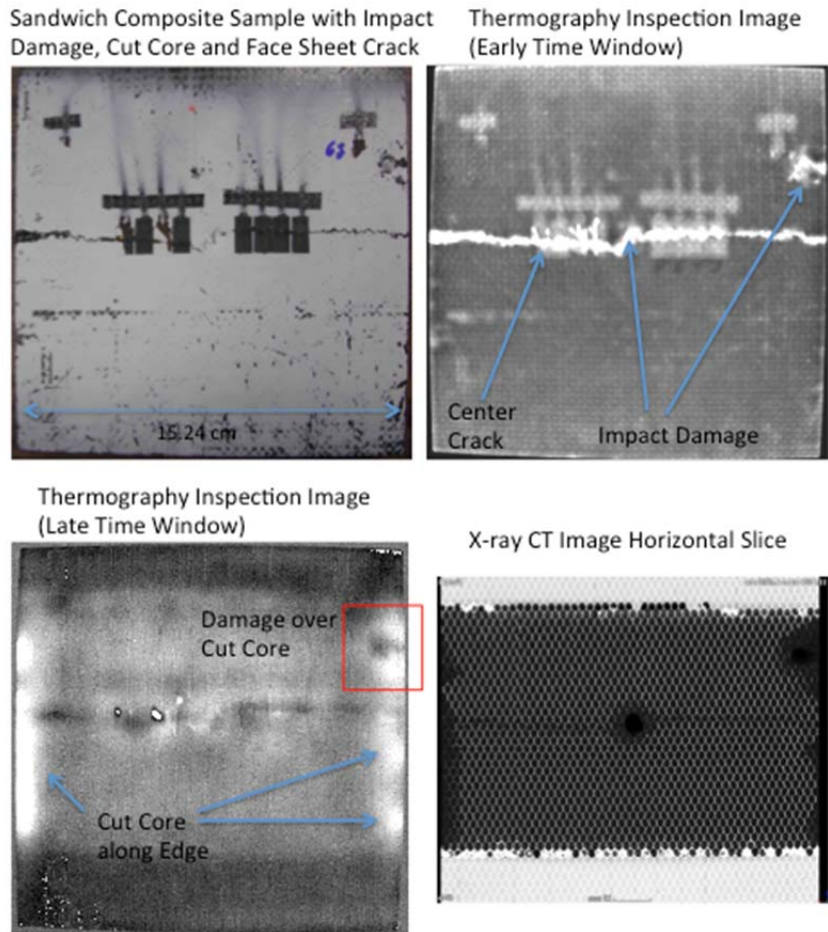 Sandwich Composite Sample with Impact
Damage, Cut Core and Face Sheet Crack
63
15.24 cm
Thermography Inspection Image
(Early Time Window)
Center
Crack
Impact Damage
Thermography Inspection Image
(Late Time Window)
Damage over
Cut Core
Cut Core
along Edge
X-ray CT Image Horizontal Slice